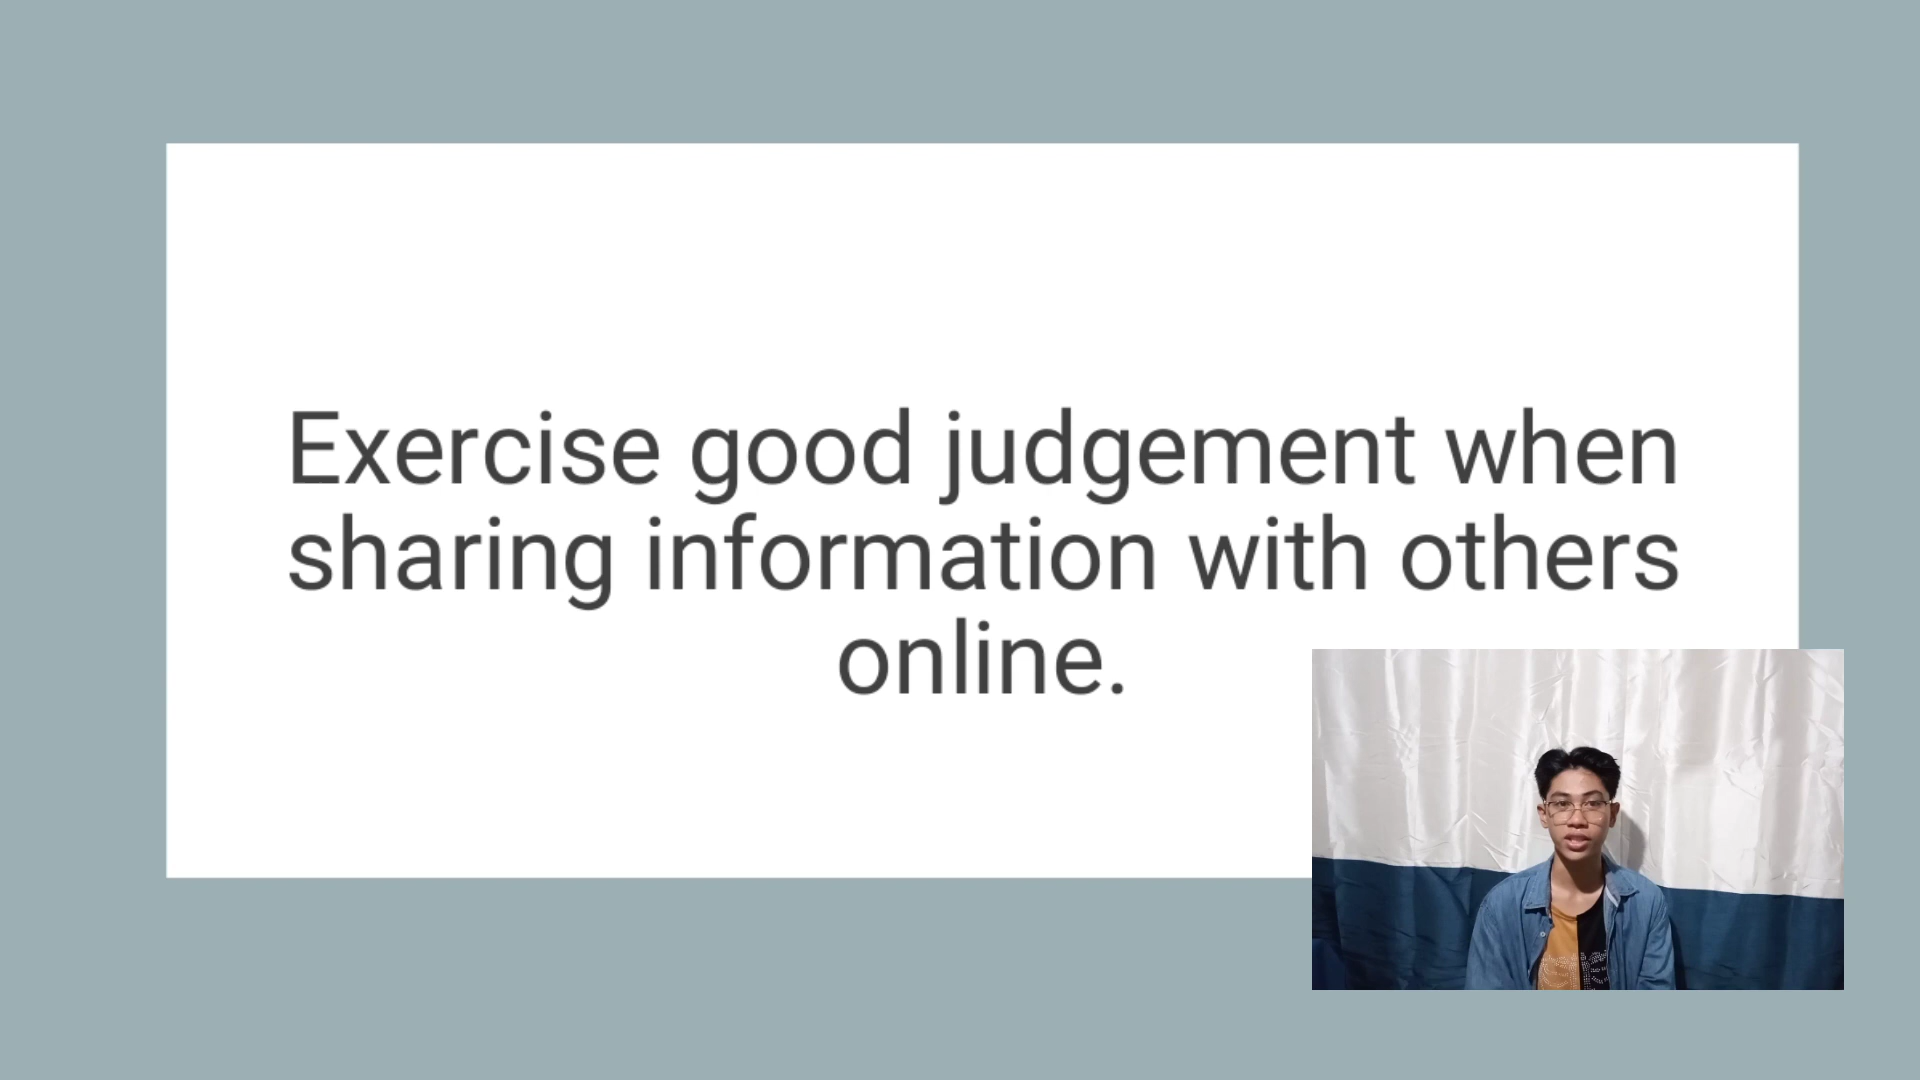 Exercise good judgement when
sharing information with others
online.